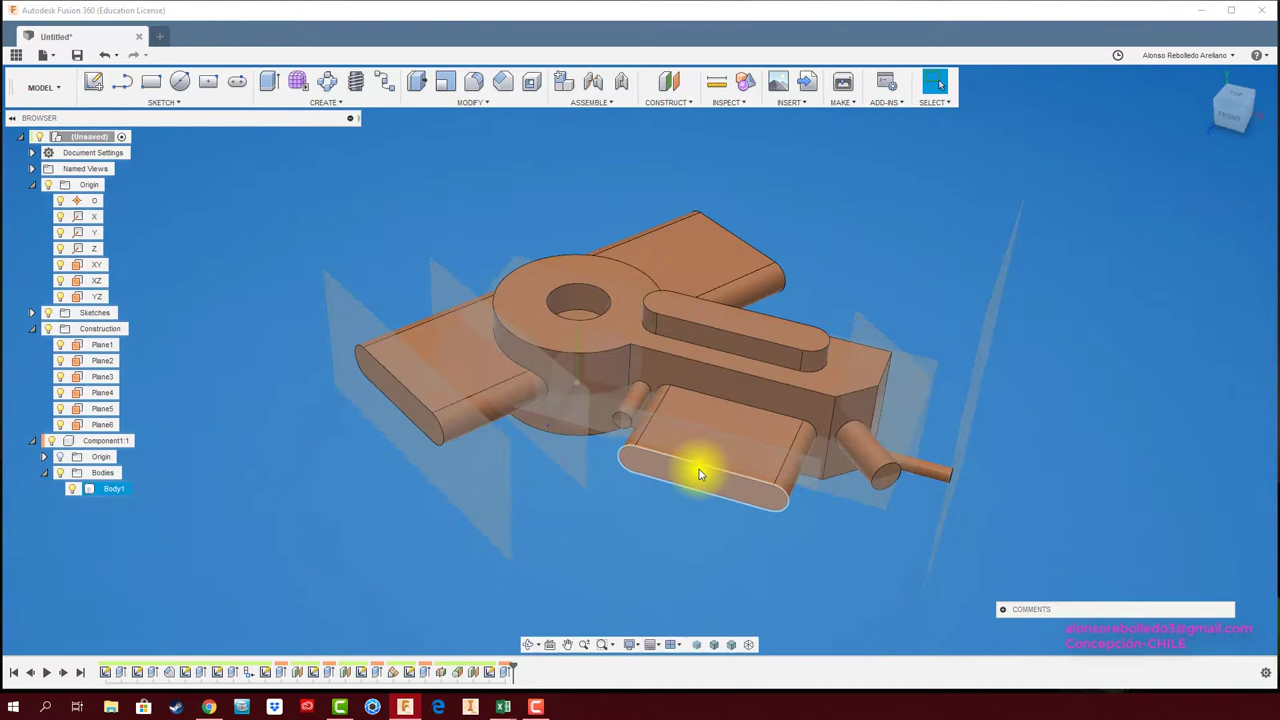 Autodesk Fusion 360 (Education License)
Untitled*
Alonso Rebolledo Arellano
MODEL
SKETCH
CREATE
MODIFY
ASSEMBLE
CONSTRUCT
INSPECT
INSERT
MAKE
ADD-INS
SELECT
BROWSER
TOP
FRONT
(Unsaved)
Document Settings
Named Views
Origin
O
X
Y
Z
XY
XZ
YZ
Sketches
Construction
Plane1
Plane2
Plane3
Plane4
Plane5
Plane6
Component1:1
Origin
Bodies
Body1
COMMENTS
alonsorebolledo3@gmail.com
Concepción-CHILE